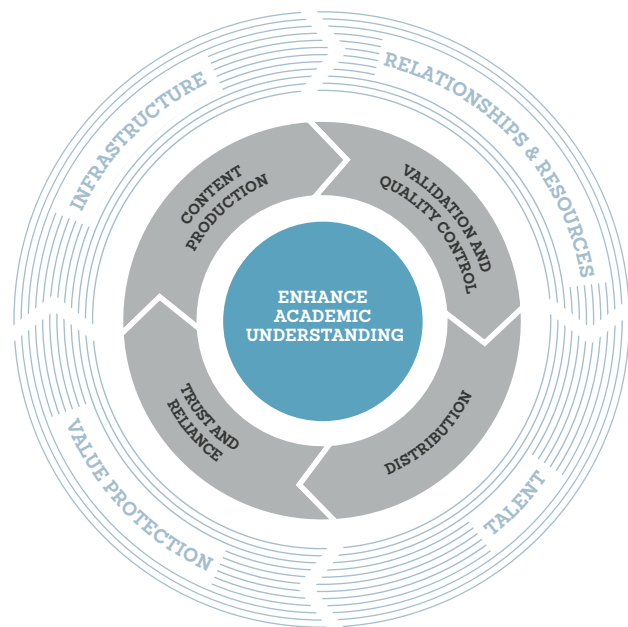 INFRASTRUCTURE
RELATIONSHIPS & RESOURCES
CONTENT
PRODUCTION
VALIDATION AND
QUALITY CONTROL
ENHANCE
ACADEMIC
UNDERSTANDING
TRUST AND
RELIANCE
DISTRIBUTION
VALUE PROTECTION
TALENT